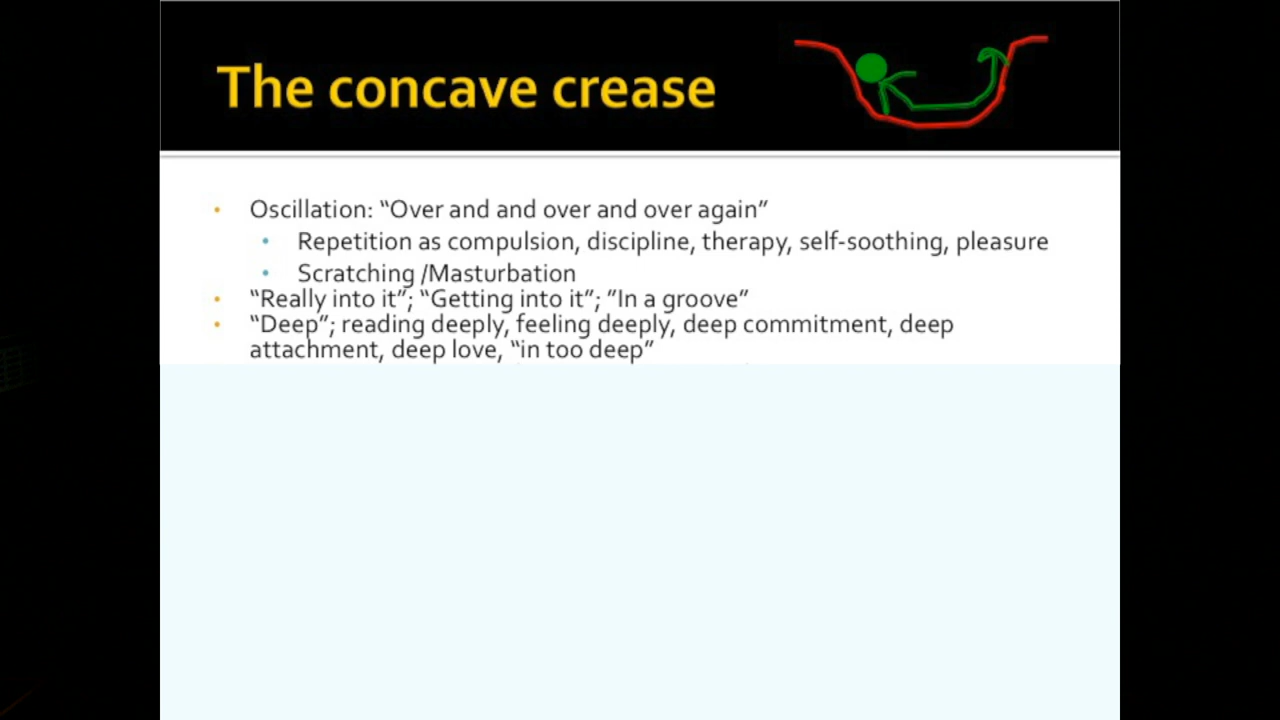 The concave crease
• Oscillation: “Over and and over and over again”
• Repetition as compulsion, discipline, therapy, self-soothing, pleasure
• Scratching /Masturbation
• “Really into it”; “Getting into it”; “In a groove”
• “Deep”; reading deeply, feeling deeply, deep commitment, deep
attachment, deep love, “in too deep”